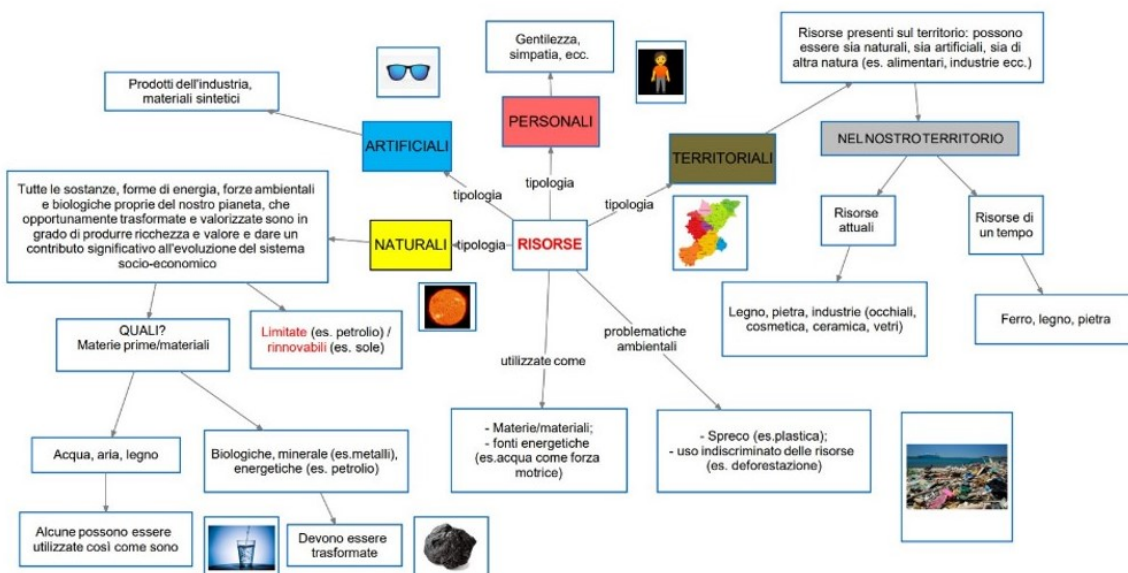 Gentilezza,
simpatia, ecc.
Risorse presenti sul territorio: possono
essere sia naturali, sia artificiali, sia di
altra natura (es. alimentari, industrie ecc.)
Prodotti dell'industria,
materiali sintetici
PERSONALI
ARTIFICIALI
TERRITORIALI
NEL NOSTRO TERRITORIO
tipologia
tipologia
tipologia
Tutte le sostanze, forme di energia, forze ambientali
e biologiche proprie del nostro pianeta, che
opportunamente trasformate e valorizzate sono in
grado di produrre ricchezza e valore e dare un
contributo significativo all'evoluzione del sistema
socio-economico
NATURALI
tipologia
RISORSE
Risorse
attuali
Risorse di
un tempo
QUALI?
Materie prime/materiali
Limitate (es. petrolio) /
rinnovabili (es. sole)
utilizzate come
problematiche
ambientali
Legno, pietra, industrie (occhiali,
cosmetica, ceramica, vetri)
Ferro, legno, pietra
Acqua, aria, legno
Biologiche, minerale (es.metalli),
energetiche (es. petrolio)
- Materie/materiali;
- fonti energetiche
(es.acqua come forza
motrice)
- Spreco (es.plastica);
- uso indiscriminato delle risorse
(es. deforestazione)
Alcune possono essere
utilizzate così come sono
Devono essere
trasformate